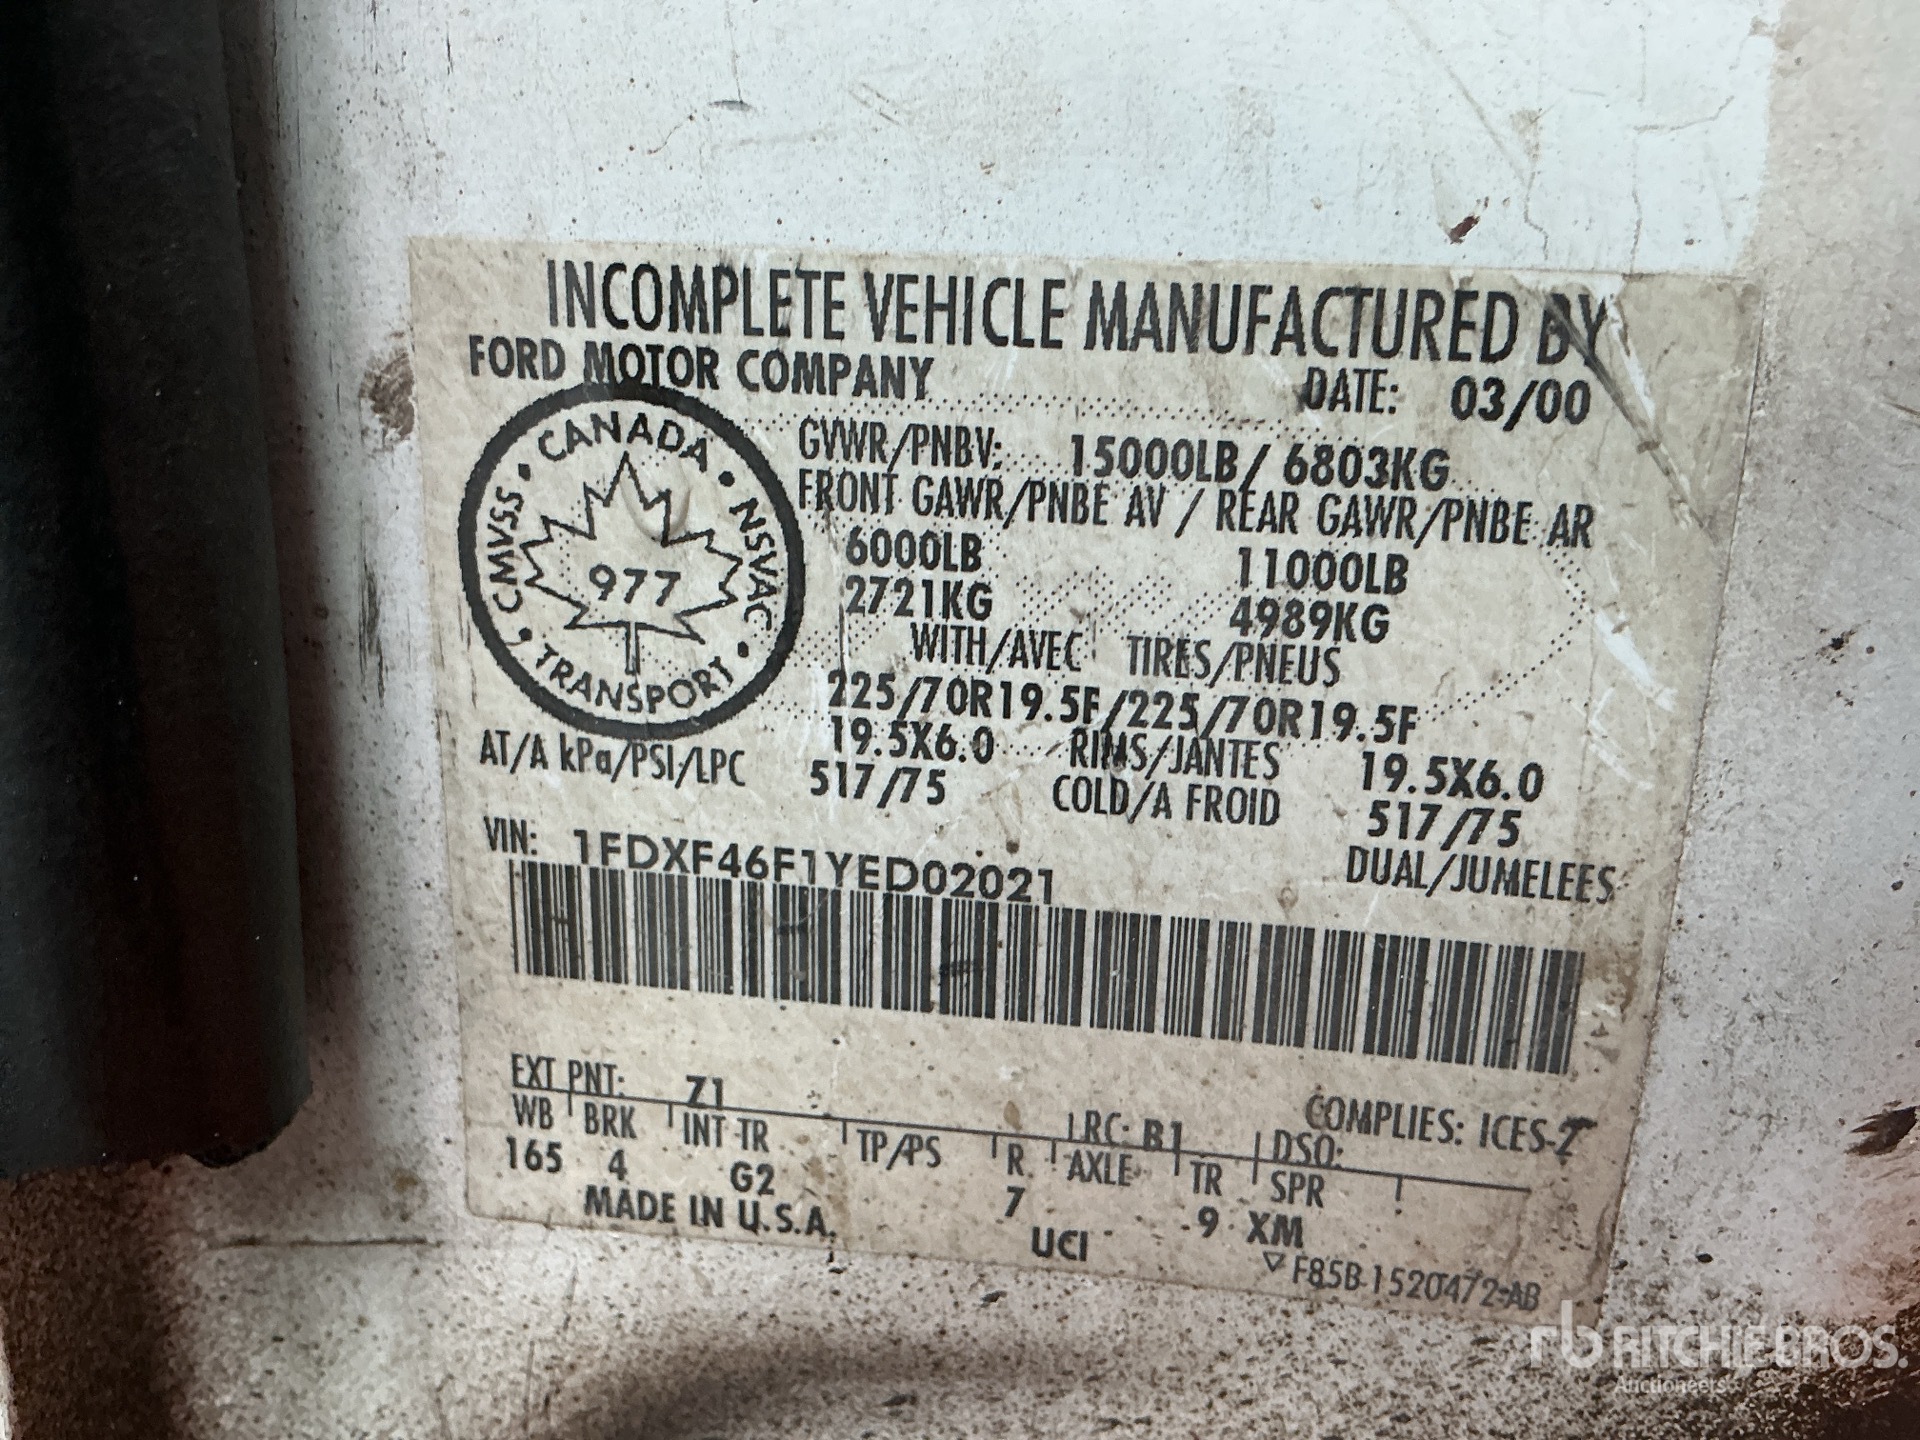 INCOMPLETE VEHICLE MANUFACTURED BY
FORD MOTOR COMPANY
DATE: 03/00
CANADA • NSVAC • TRANSPORT • CMVSS •
977
GVWR/PNBV: 15000LB/ 6803KG
FRONT GAWR/PNBE AV / REAR GAWR/PNBE AR
6000LB 11000LB
2721KG 4989KG
WITH/AVEC TIRES/PNEUS
225/70R19.5F/225/70R19.5F
19.5X6.0 RIMS/JANTES 19.5X6.0
AT/A kPa/PSI/LPC 517/75 COLD/A FROID 517/75
DUAL/JUMELEES
VIN: 1FDXF46F1YED02021
EXT PNT: Z1 RC: B1 DSO:
COMPLIES: ICES-2
WB BRK INT TR TP/PS R AXLE TR SPR
165 4 G2 7 9 XM
MADE IN U.S.A. UCI
▽ F85B-1520472-AB
rb RITCHIE BROS.
Auctioneers